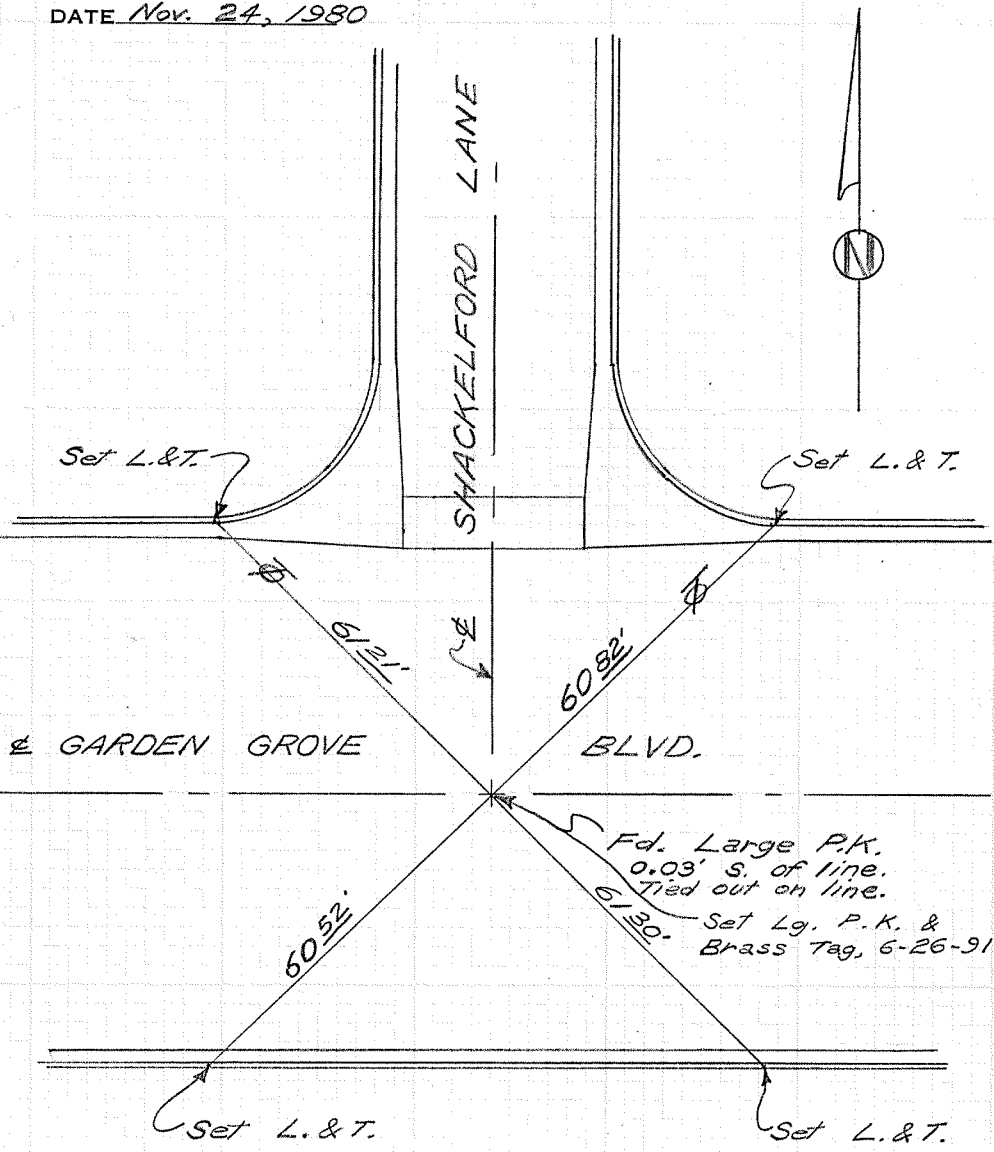 DATE Nov. 24, 1980
SHACKELFORD LANE
N
Set L.&T.
Set L.&T.
61 21'
60 82'
℄
℄ GARDEN GROVE BLVD.
Fd. Large P.K.
0.03' S. of line.
Tied out on line.
Set Lg. P.K. &
Brass Tag, 6-26-91
60 52'
61 30'
Set L.&T.
Set L.&T.